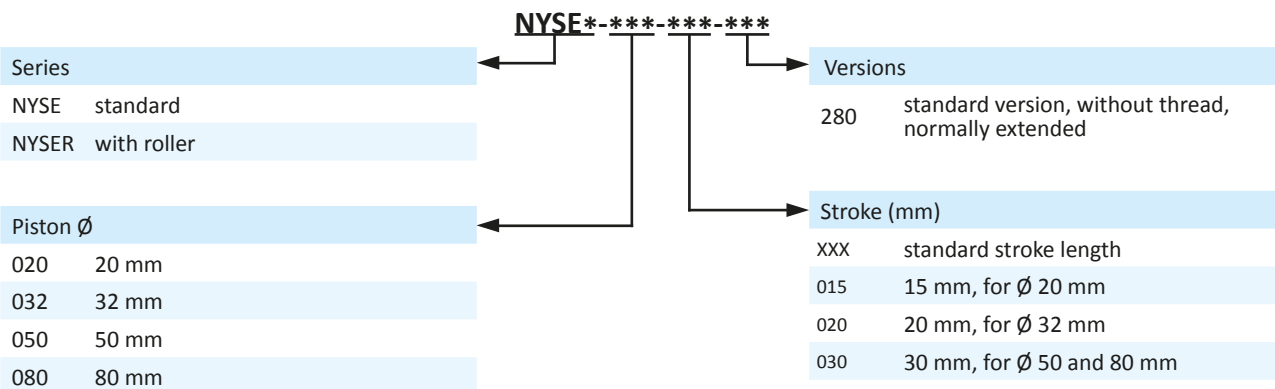 NYSE*-***-***-***
Series
NYSE standard
NYSER with roller
Piston Ø
020 20 mm
032 32 mm
050 50 mm
080 80 mm
Versions
280 standard version, without thread,
normally extended
Stroke (mm)
XXX standard stroke length
015 15 mm, for Ø 20 mm
020 20 mm, for Ø 32 mm
030 30 mm, for Ø 50 and 80 mm